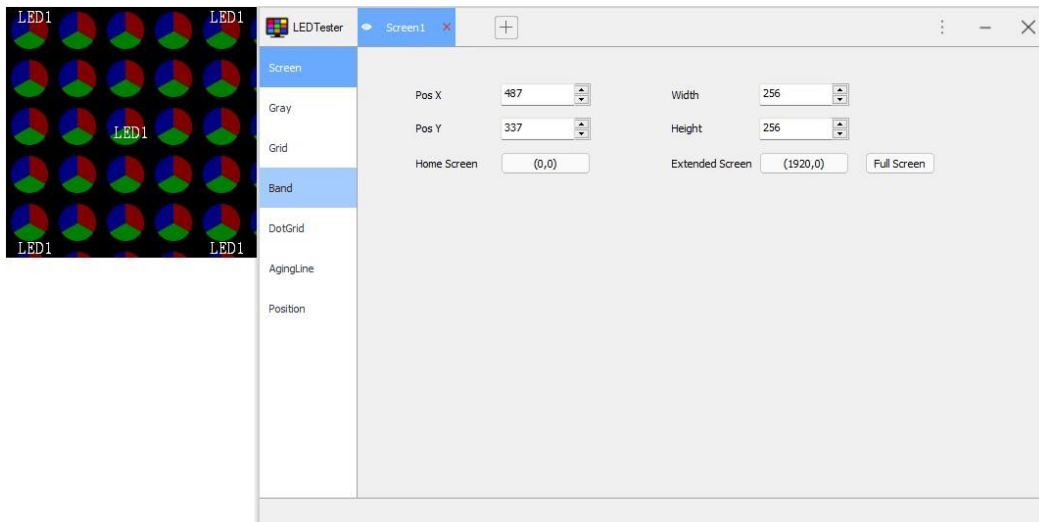 LED1 LED1
LED1
LED1 LED1
LEDTester Screen1
Screen
Gray
Grid
Band
DotGrid
AgingLine
Position
Pos X 487 Width 256
Pos Y 337 Height 256
Home Screen (0,0) Extended Screen (1920,0) Full Screen